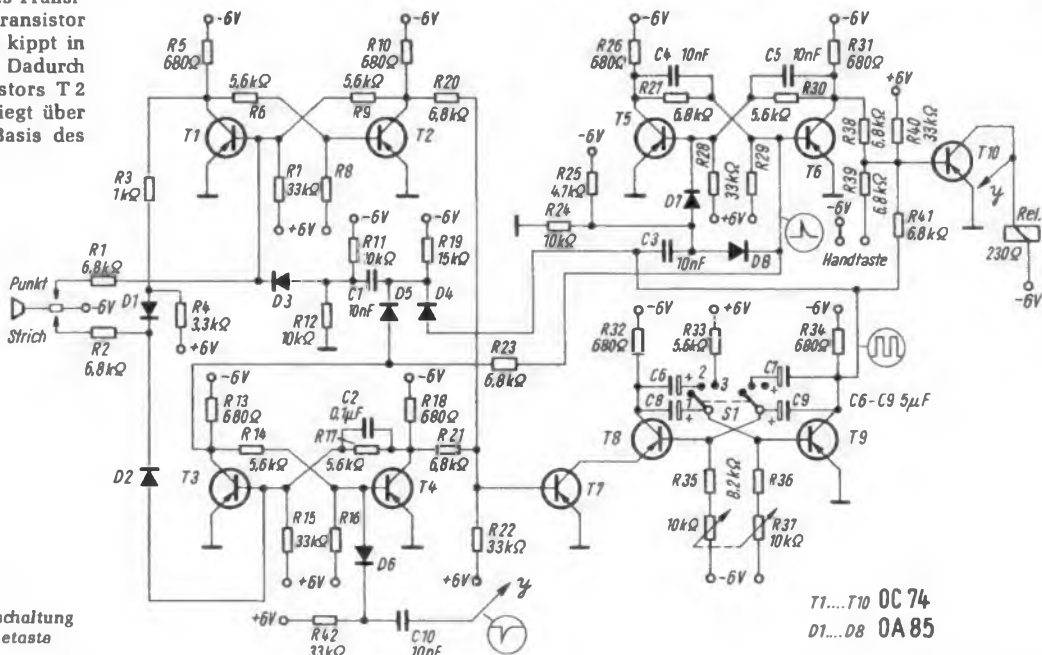 s Transi-
ransistor
kippt in
Dadurch
istors T 2
iegt über
Basis des
-6V
-6V
R5
680Ω
R10
680Ω
R20
6,8kΩ
5,6kΩ
R6
5,6kΩ
R9
T1
T2
R3
1kΩ
R7
33kΩ
R8
+6V
-6V
R11
10kΩ
-6V
R19
15kΩ
Punkt
Strich
R1
6,8kΩ
-6V
R2
6,8kΩ
D1
R4
3,3kΩ
+6V
D3
C1
10nF
D5
D4
R12
10kΩ
R23
6,8kΩ
-6V
R13
680Ω
C2
0,1µF
-6V
R18
680Ω
R14
5,6kΩ
R17
5,6kΩ
R21
6,8kΩ
D2
T3
T4
R15
33kΩ
R16
+6V
D6
R22
33kΩ
+6V
+6V
R42
33kΩ
C10
10nF
y
-6V
-6V
R26
680Ω
C4
10nF
C5
10nF
R31
680Ω
R27
6,8kΩ
R30
5,6kΩ
T5
T6
-6V
R25
4,7kΩ
R24
10kΩ
D7
R28
33kΩ
R29
+6V
C3
10nF
D8
+6V
R38
6,8kΩ
R40
33kΩ
R39
6,8kΩ
-6V
Handtaste
R41
6,8kΩ
T10
y
Rel.
230Ω
-6V
-6V
R32
680Ω
+6V
R33
5,6kΩ
-6V
R34
680Ω
C6
+
2
3
C7
+
C8
+
1
S1
+
C9
C6-C9 5µF
T7
T8
T9
R35
8,2kΩ
R36
10kΩ
R37
10kΩ
-6V
T1....T10 OC 74
D1....D8 OA85
schaltung
etaste